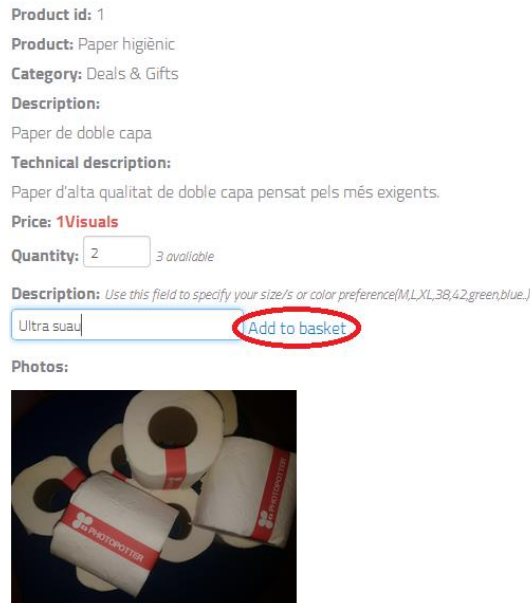 Product id: 1
Product: Paper higiènic
Category: Deals & Gifts
Description:
Paper de doble capa
Technical description:
Paper d'alta qualitat de doble capa pensat pels més exigents.
Price: 1Visuals
Quantity: 2 3 avaliable
Description: Use this field to specify your size/s or color preference(M,L,XL,38,42,green,blue..)
Ultra suau Add to basket
Photos:
PHOTOPOTTER
PHOTOPOTTER